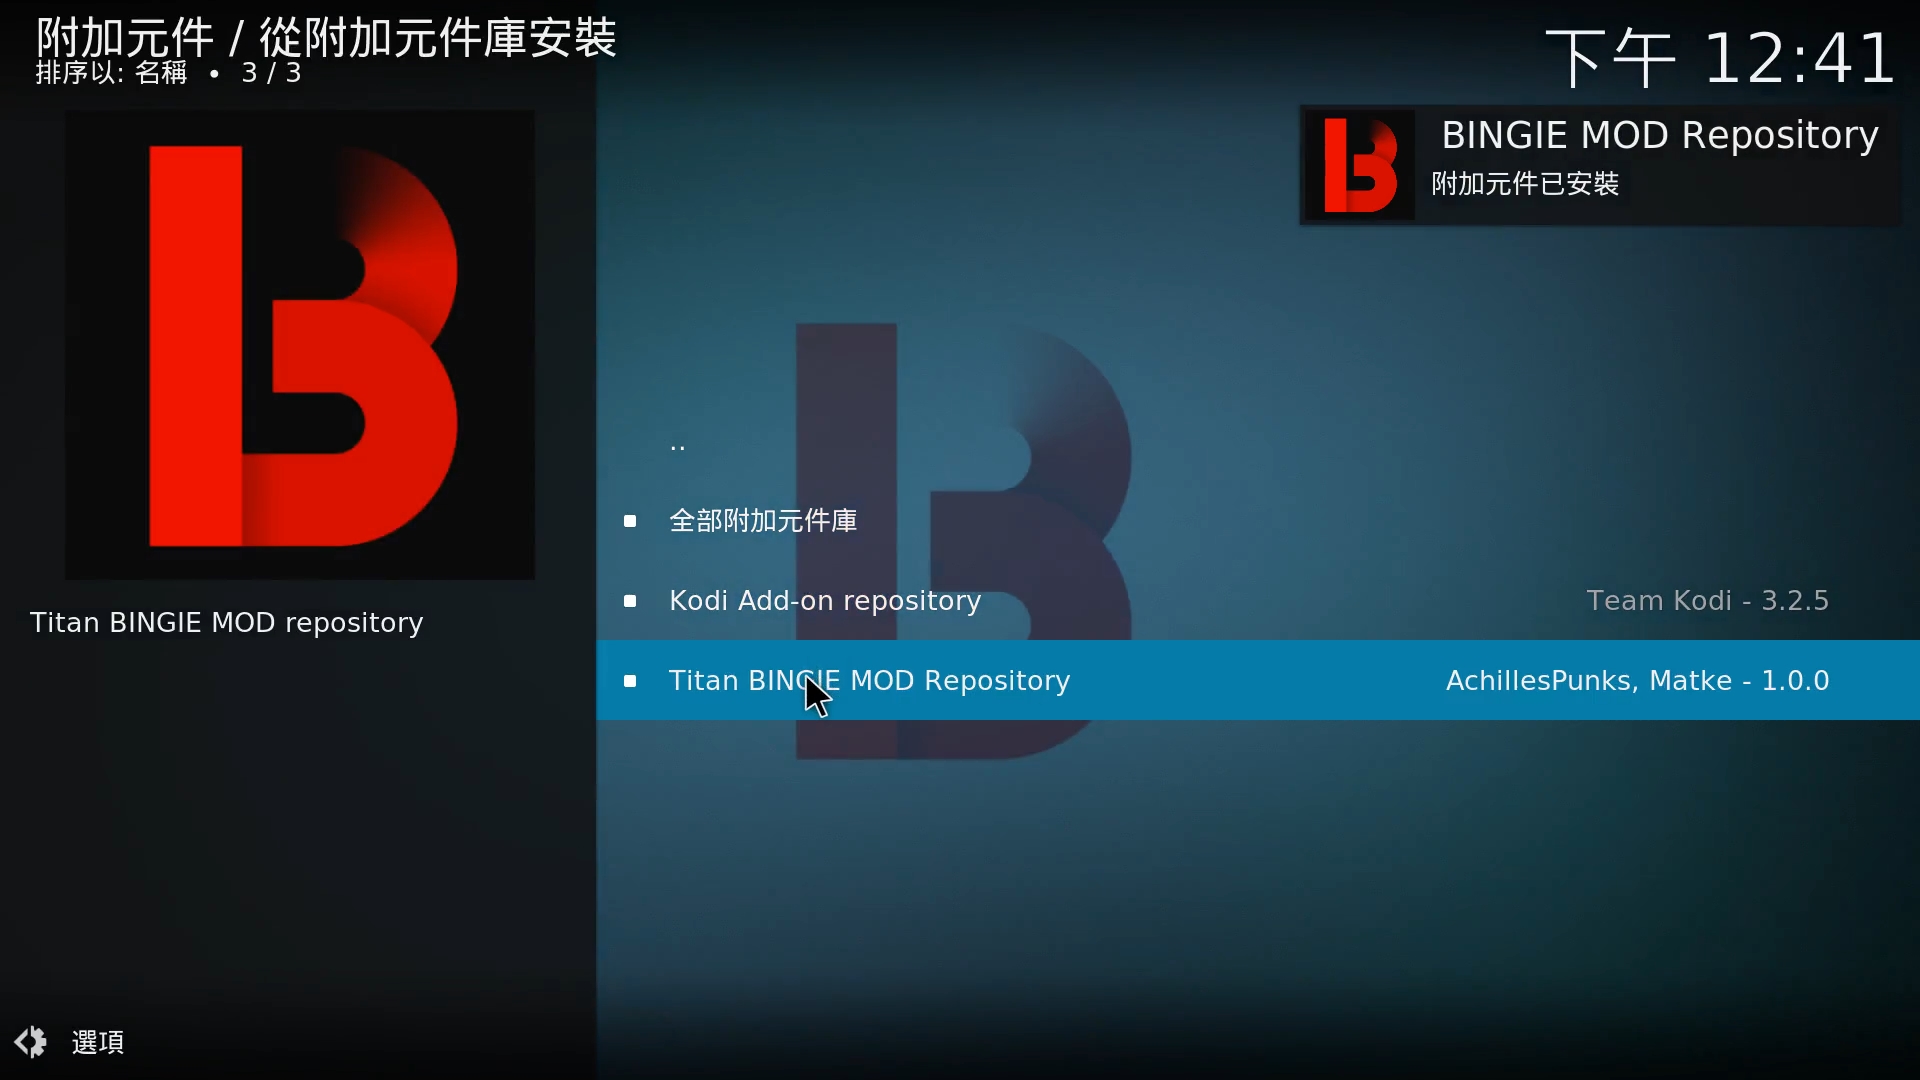 附加元件 / 從附加元件庫安裝
排序以: 名稱 • 3 / 3
下午 12:41
BINGIE MOD Repository
附加元件已安裝
..
全部附加元件庫
Kodi Add-on repository Team Kodi - 3.2.5
Titan BINGIE MOD repository
Titan BINGIE MOD Repository AchillesPunks, Matke - 1.0.0
選項